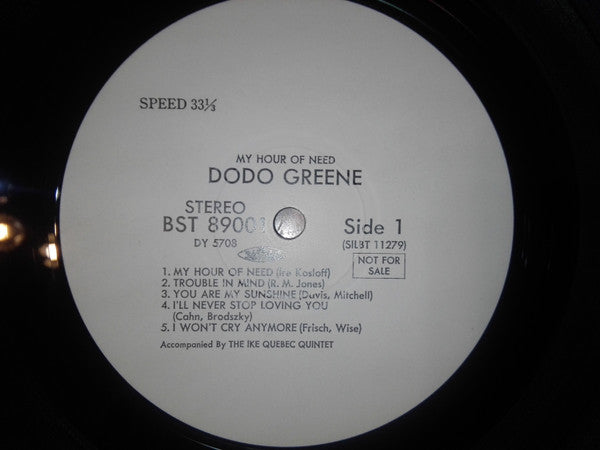 SPEED 33⅓
MY HOUR OF NEED
DODO GREENE
STEREO
BST 89001
Side 1
DY 5708
(SILBT 11279)
NOT FOR
SALE
1. MY HOUR OF NEED (Ira Kosloff)
2. TROUBLE IN MIND (R. M. Jones)
3. YOU ARE MY SUNSHINE (Davis, Mitchell)
4. I'LL NEVER STOP LOVING YOU
(Cahn, Brodszky)
5. I WON'T CRY ANYMORE (Frisch, Wise)
Accompanied By THE IKE QUEBEC QUINTET